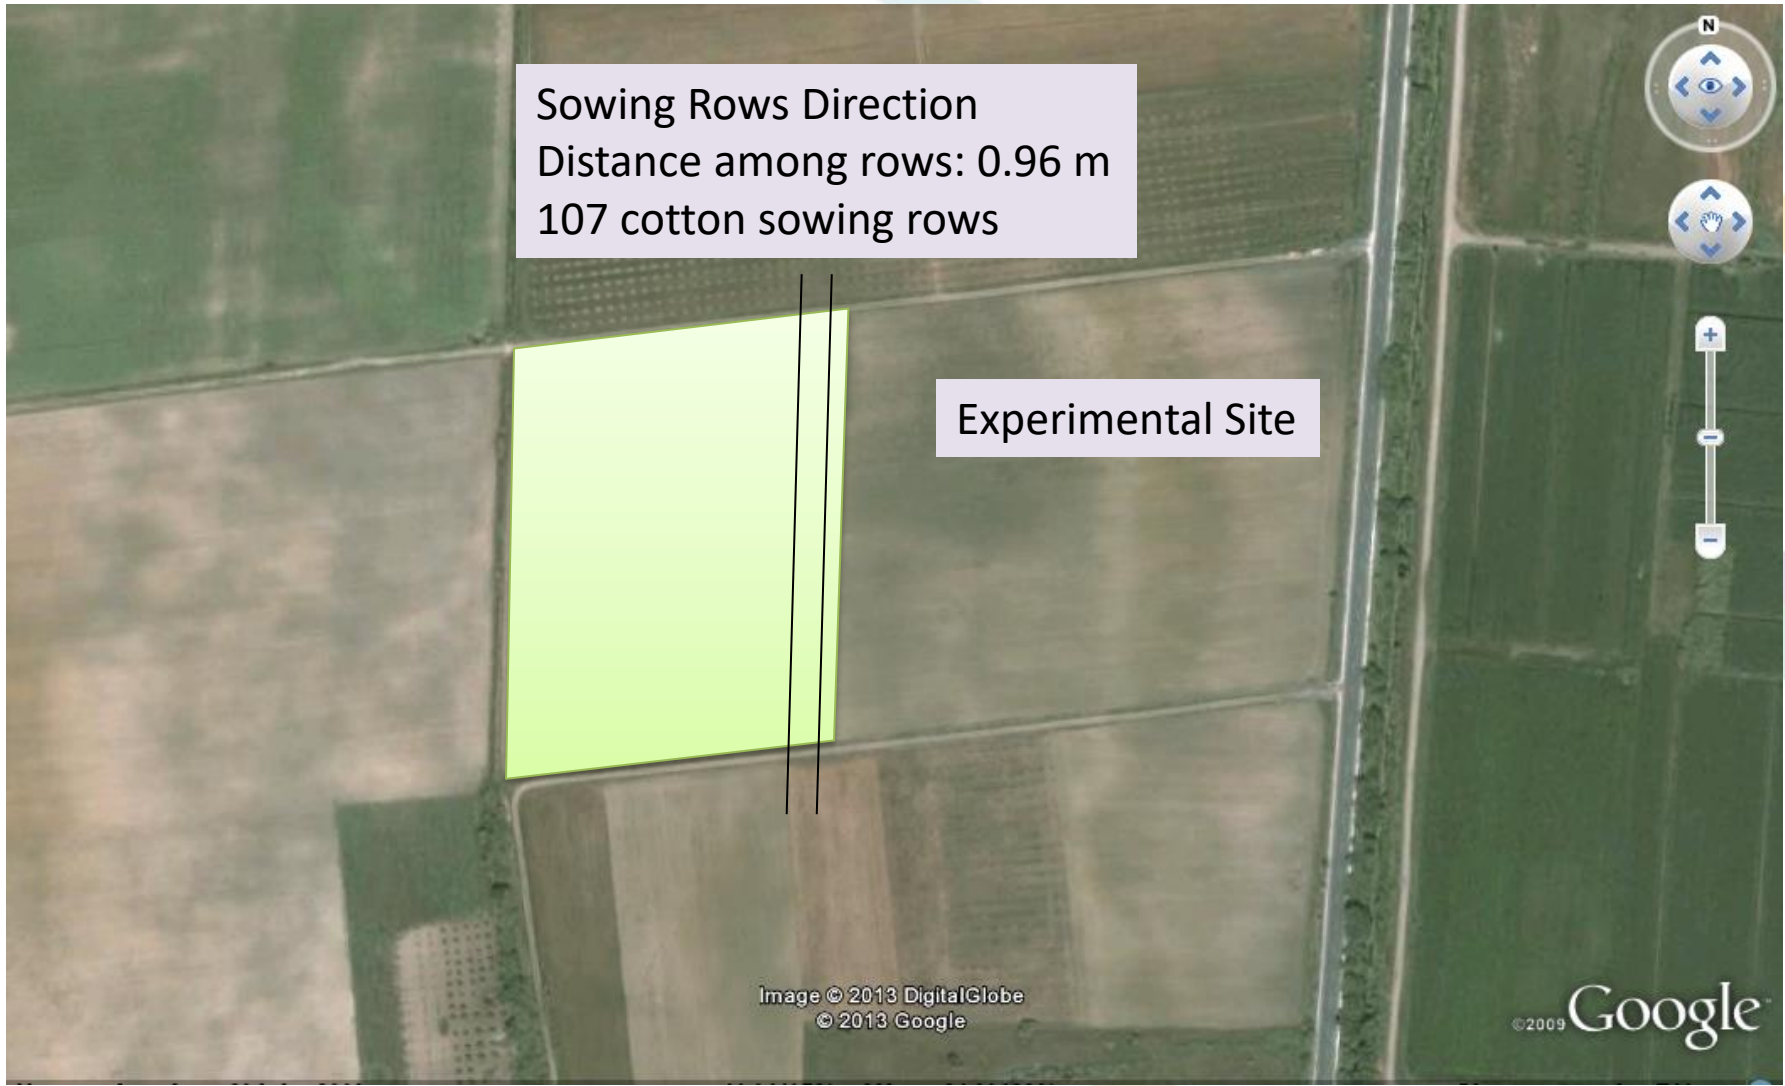 N
Sowing Rows Direction
Distance among rows: 0.96 m
107 cotton sowing rows
Experimental Site
Image © 2013 DigitalGlobe
© 2013 Google
©2009 Google